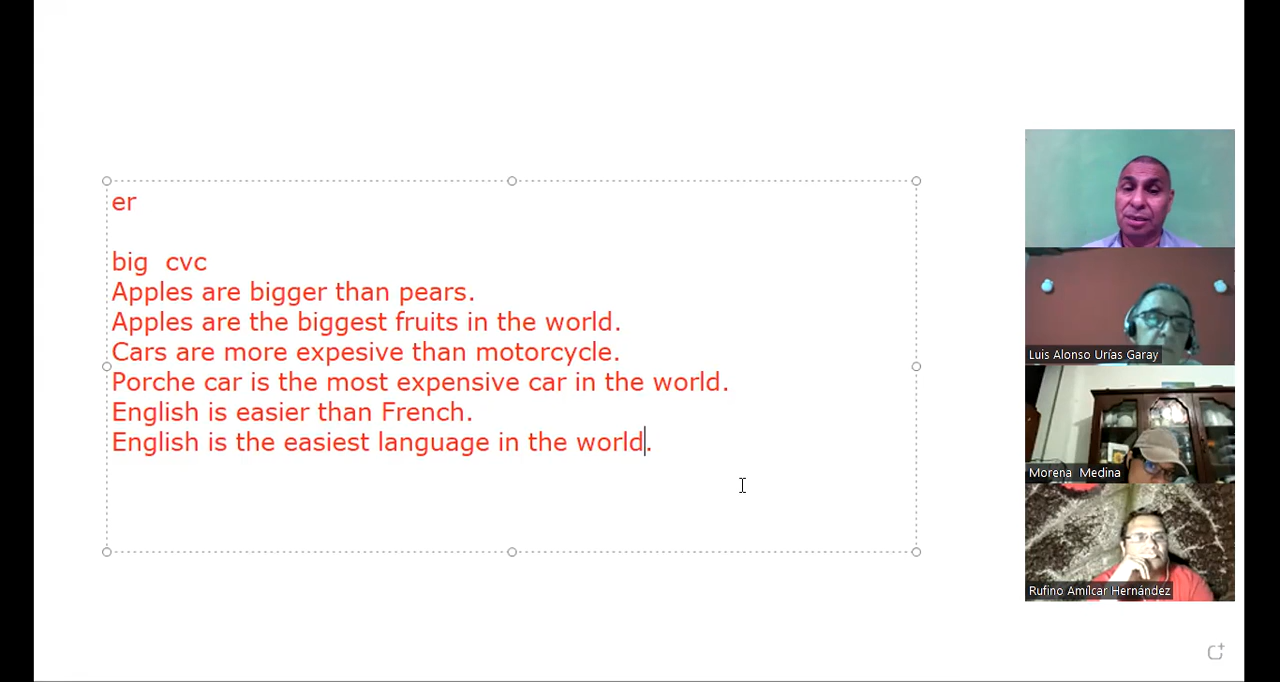 er
big cvc
Apples are bigger than pears.
Apples are the biggest fruits in the world.
Cars are more expesive than motorcycle.
Porche car is the most expensive car in the world.
English is easier than French.
English is the easiest language in the world.
Luis Alonso Urías Garay
Morena Medina
Rufino Amílcar Hernández